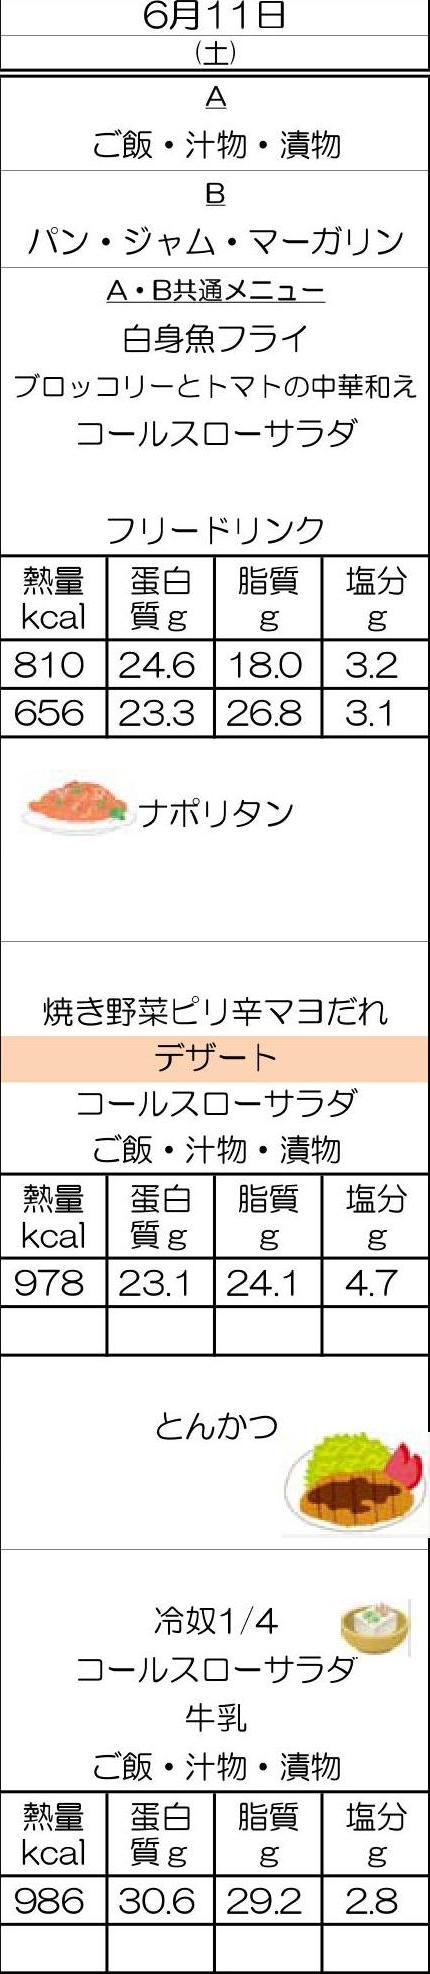 6月11日
(土)
A
ご飯・汁物・漬物
B
パン・ジャム・マーガリン
A・B共通メニュー
白身魚フライ
ブロッコリーとトマトの中華和え
コールスローサラダ
フリードリンク
熱量 蛋白 脂質 塩分
kcal 質g g g
810 24.6 18.0 3.2
656 23.3 26.8 3.1
ナポリタン
焼き野菜ピリ辛マヨだれ
デザート
コールスローサラダ
ご飯・汁物・漬物
熱量 蛋白 脂質 塩分
kcal 質g g g
978 23.1 24.1 4.7
とんかつ
冷奴1/4
コールスローサラダ
牛乳
ご飯・汁物・漬物
熱量 蛋白 脂質 塩分
kcal 質g g g
986 30.6 29.2 2.8